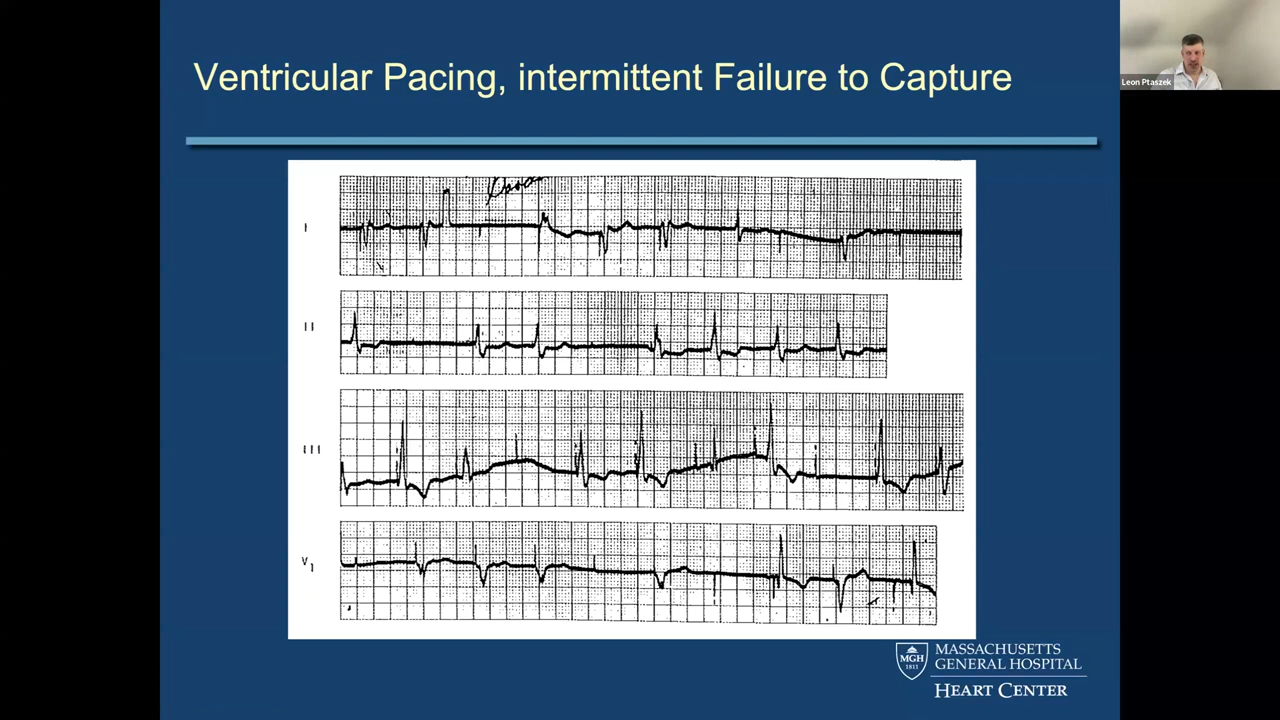 Ventricular Pacing, intermittent Failure to Capture
Leon Ptaszek
I
II
III
V1
MGH
1811
MASSACHUSETTS
GENERAL HOSPITAL
HEART CENTER